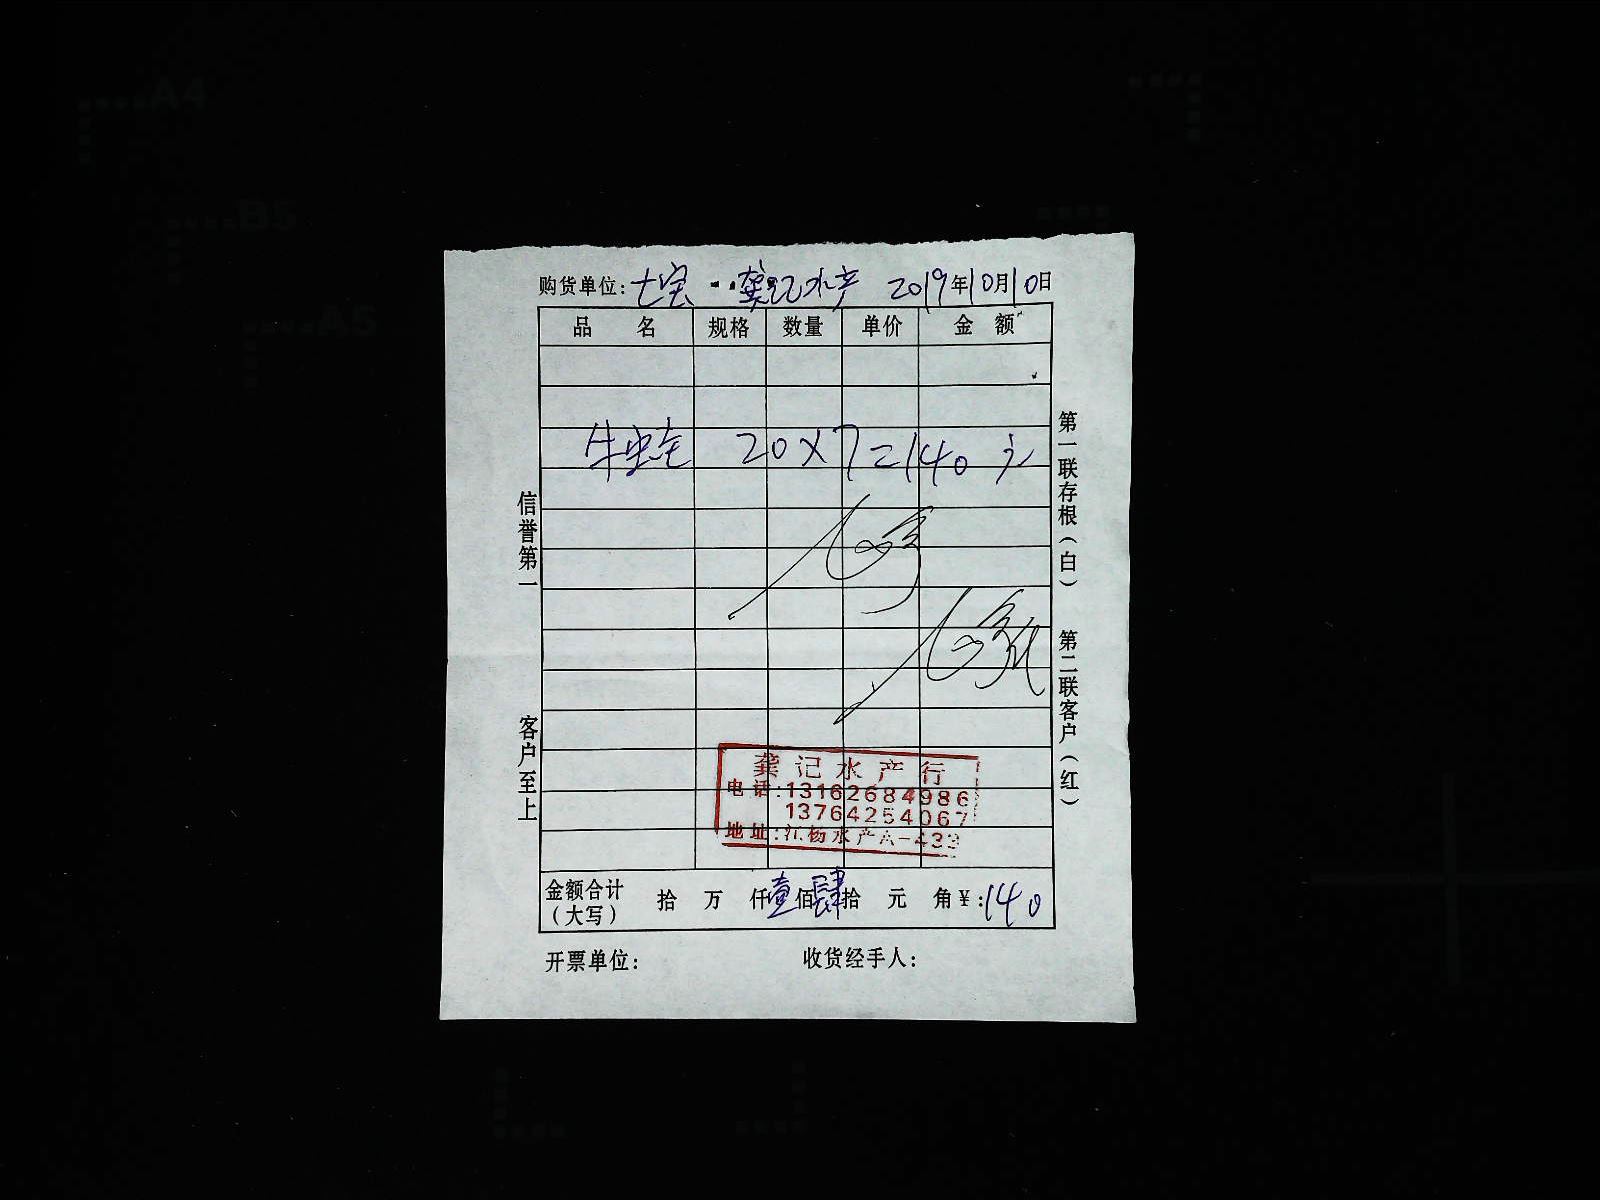 A4
B5
A5
购货单位:七宝··龚记水产 2019年10月10日
品名 规格 数量 单价 金额
牛虫宅 20×7=140元
信誉第一 客户至上
第一联存根(白) 第二联客户(红)
龚记水产行
电话:13162684986
13764254067
地址:江杨水产A-433
金额合计(大写) 拾 万 仟壹佰肆拾 元 角¥:140
开票单位: 收货经手人: